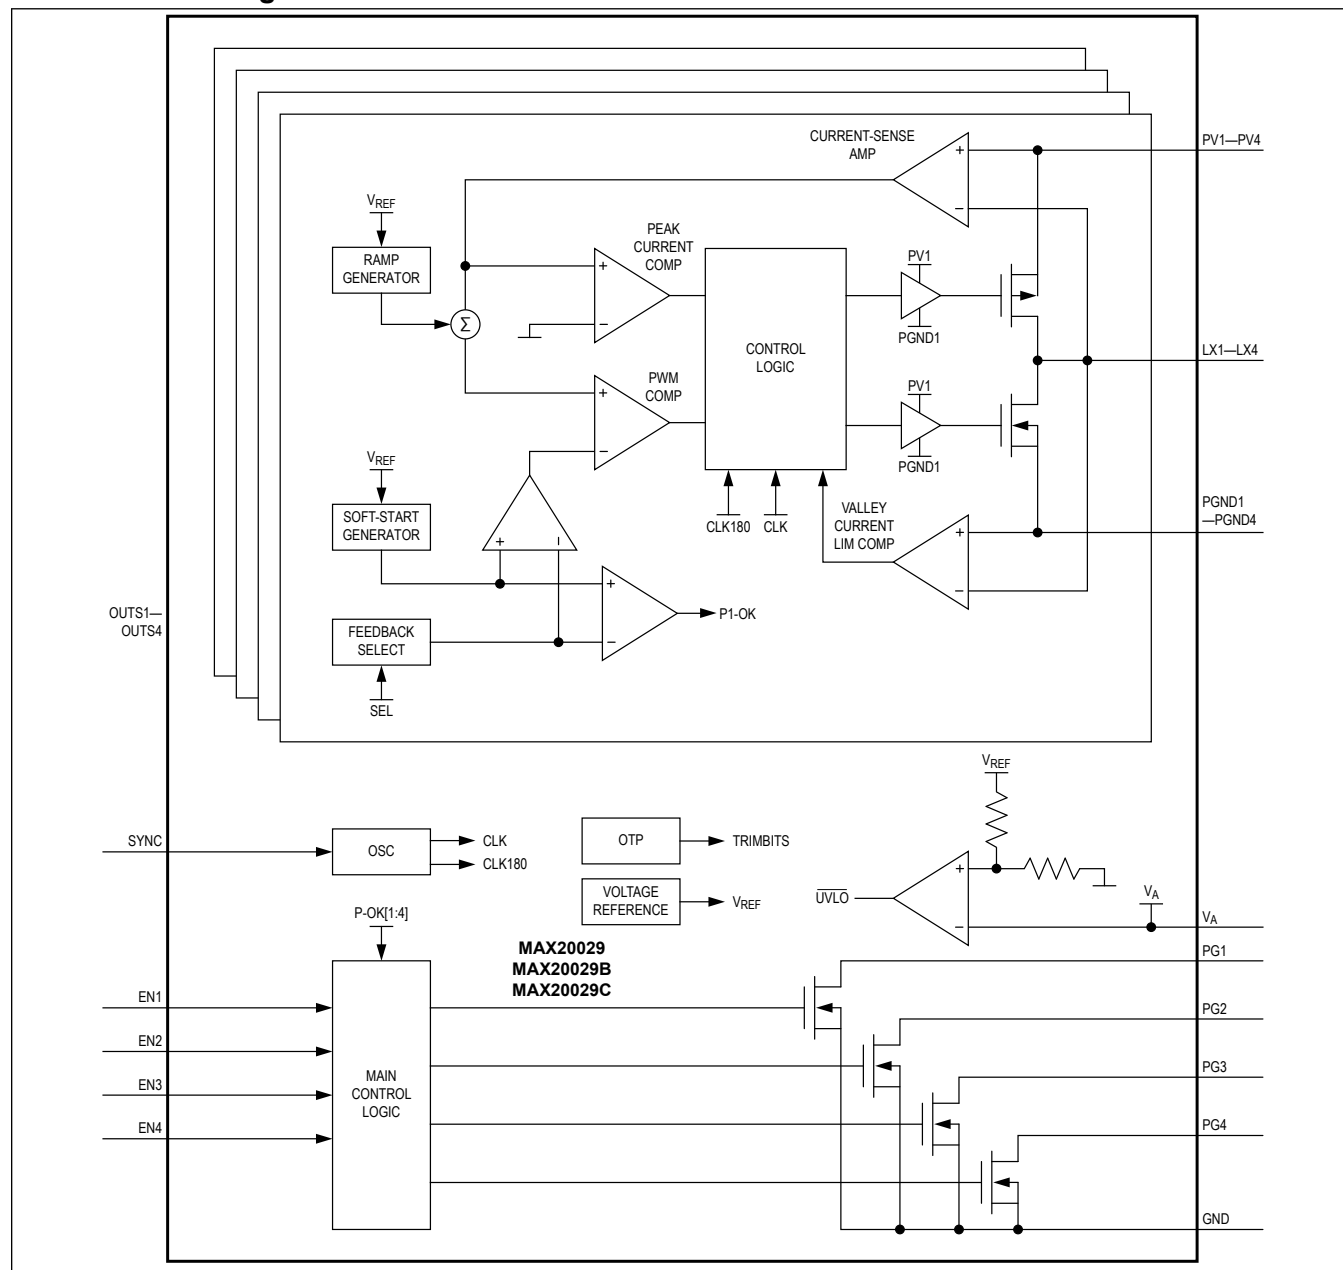 CURRENT-SENSE
AMP
PV1—PV4
VREF
RAMP
GENERATOR
Σ
PEAK
CURRENT
COMP
+
−
+
−
CONTROL
LOGIC
PV1
PGND1
LX1—LX4
PWM
COMP
+
−
PV1
PGND1
VREF
SOFT-START
GENERATOR
+
−
CLK180
CLK
VALLEY
CURRENT
LIM COMP
+
−
PGND1
—PGND4
OUTS1—
OUTS4
FEEDBACK
SELECT
SEL
+
−
P1-OK
SYNC
OSC
CLK
CLK180
OTP
TRIMBITS
VOLTAGE
REFERENCE
VREF
VREF
UVLO
+
−
VA
VA
P-OK[1:4]
MAX20029
MAX20029B
MAX20029C
PG1
EN1
PG2
EN2
PG3
EN3
MAIN
CONTROL
LOGIC
EN4
PG4
GND